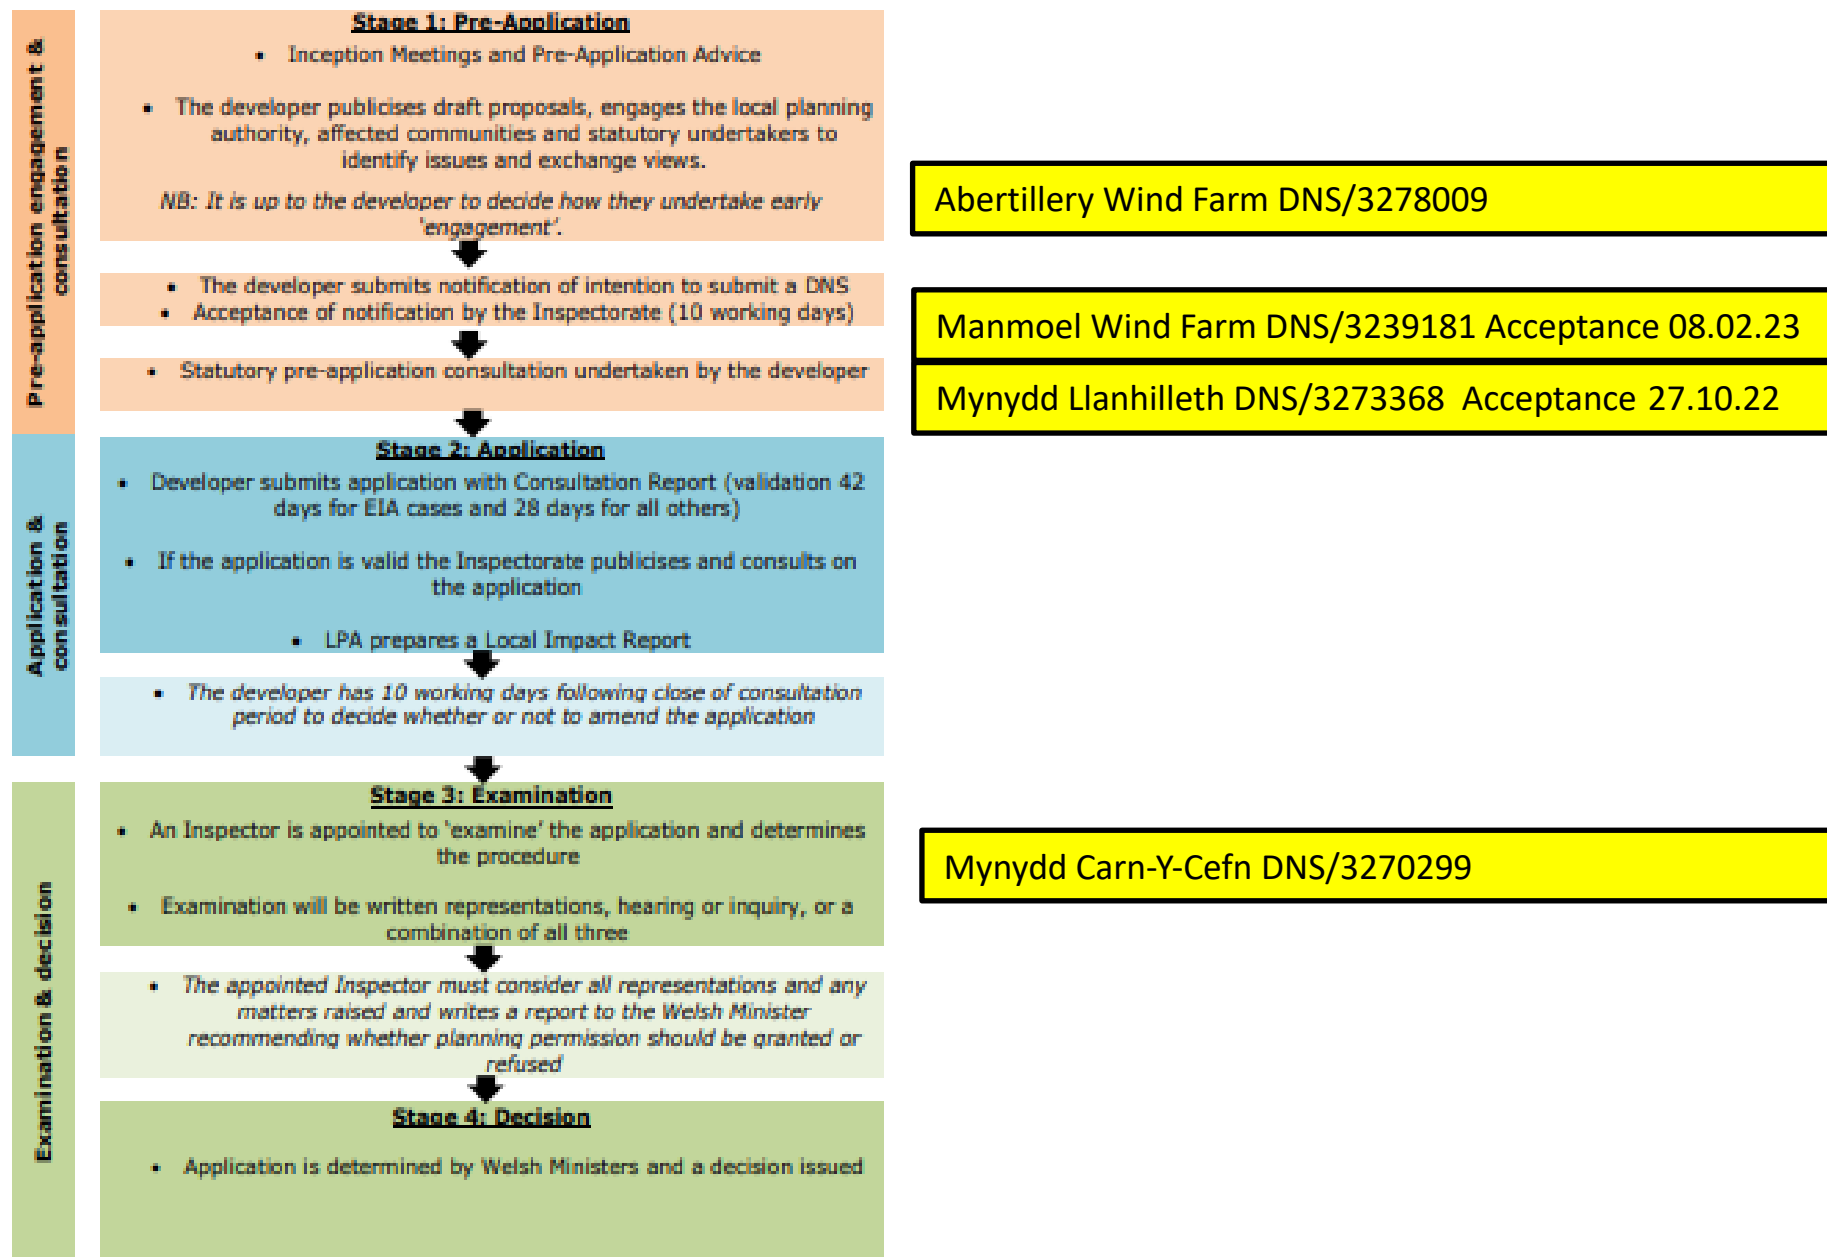 Pre-application engagement &
consultation
Stage 1: Pre-Application
• Inception Meetings and Pre-Application Advice
• The developer publicises draft proposals, engages the local planning
authority, affected communities and statutory undertakers to
identify issues and exchange views.
NB: It is up to the developer to decide how they undertake early
'engagement'.
Abertillery Wind Farm DNS/3278009
• The developer submits notification of intention to submit a DNS
• Acceptance of notification by the Inspectorate (10 working days)
Manmoel Wind Farm DNS/3239181 Acceptance 08.02.23
• Statutory pre-application consultation undertaken by the developer
Mynydd Llanhilleth DNS/3273368 Acceptance 27.10.22
Application &
consultation
Stage 2: Application
• Developer submits application with Consultation Report (validation 42
days for EIA cases and 28 days for all others)
• If the application is valid the Inspectorate publicises and consults on
the application
• LPA prepares a Local Impact Report
• The developer has 10 working days following close of consultation
period to decide whether or not to amend the application
Examination & decision
Stage 3: Examination
• An Inspector is appointed to 'examine' the application and determines
the procedure
• Examination will be written representations, hearing or inquiry, or a
combination of all three
Mynydd Carn-Y-Cefn DNS/3270299
• The appointed Inspector must consider all representations and any
matters raised and writes a report to the Welsh Minister
recommending whether planning permission should be granted or
refused
Stage 4: Decision
• Application is determined by Welsh Ministers and a decision issued